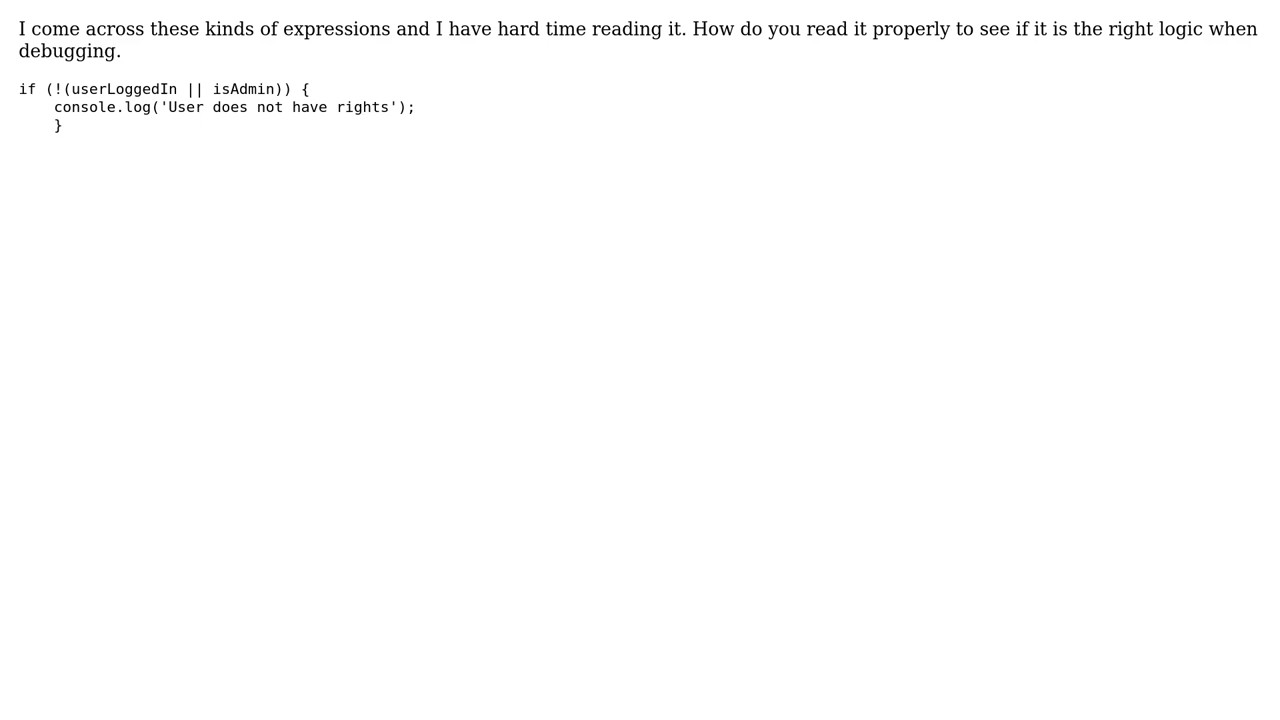 I come across these kinds of expressions and I have hard time reading it. How do you read it properly to see if it is the right logic when
debugging.
if (!(userLoggedIn || isAdmin)) {
    console.log('User does not have rights');
    }